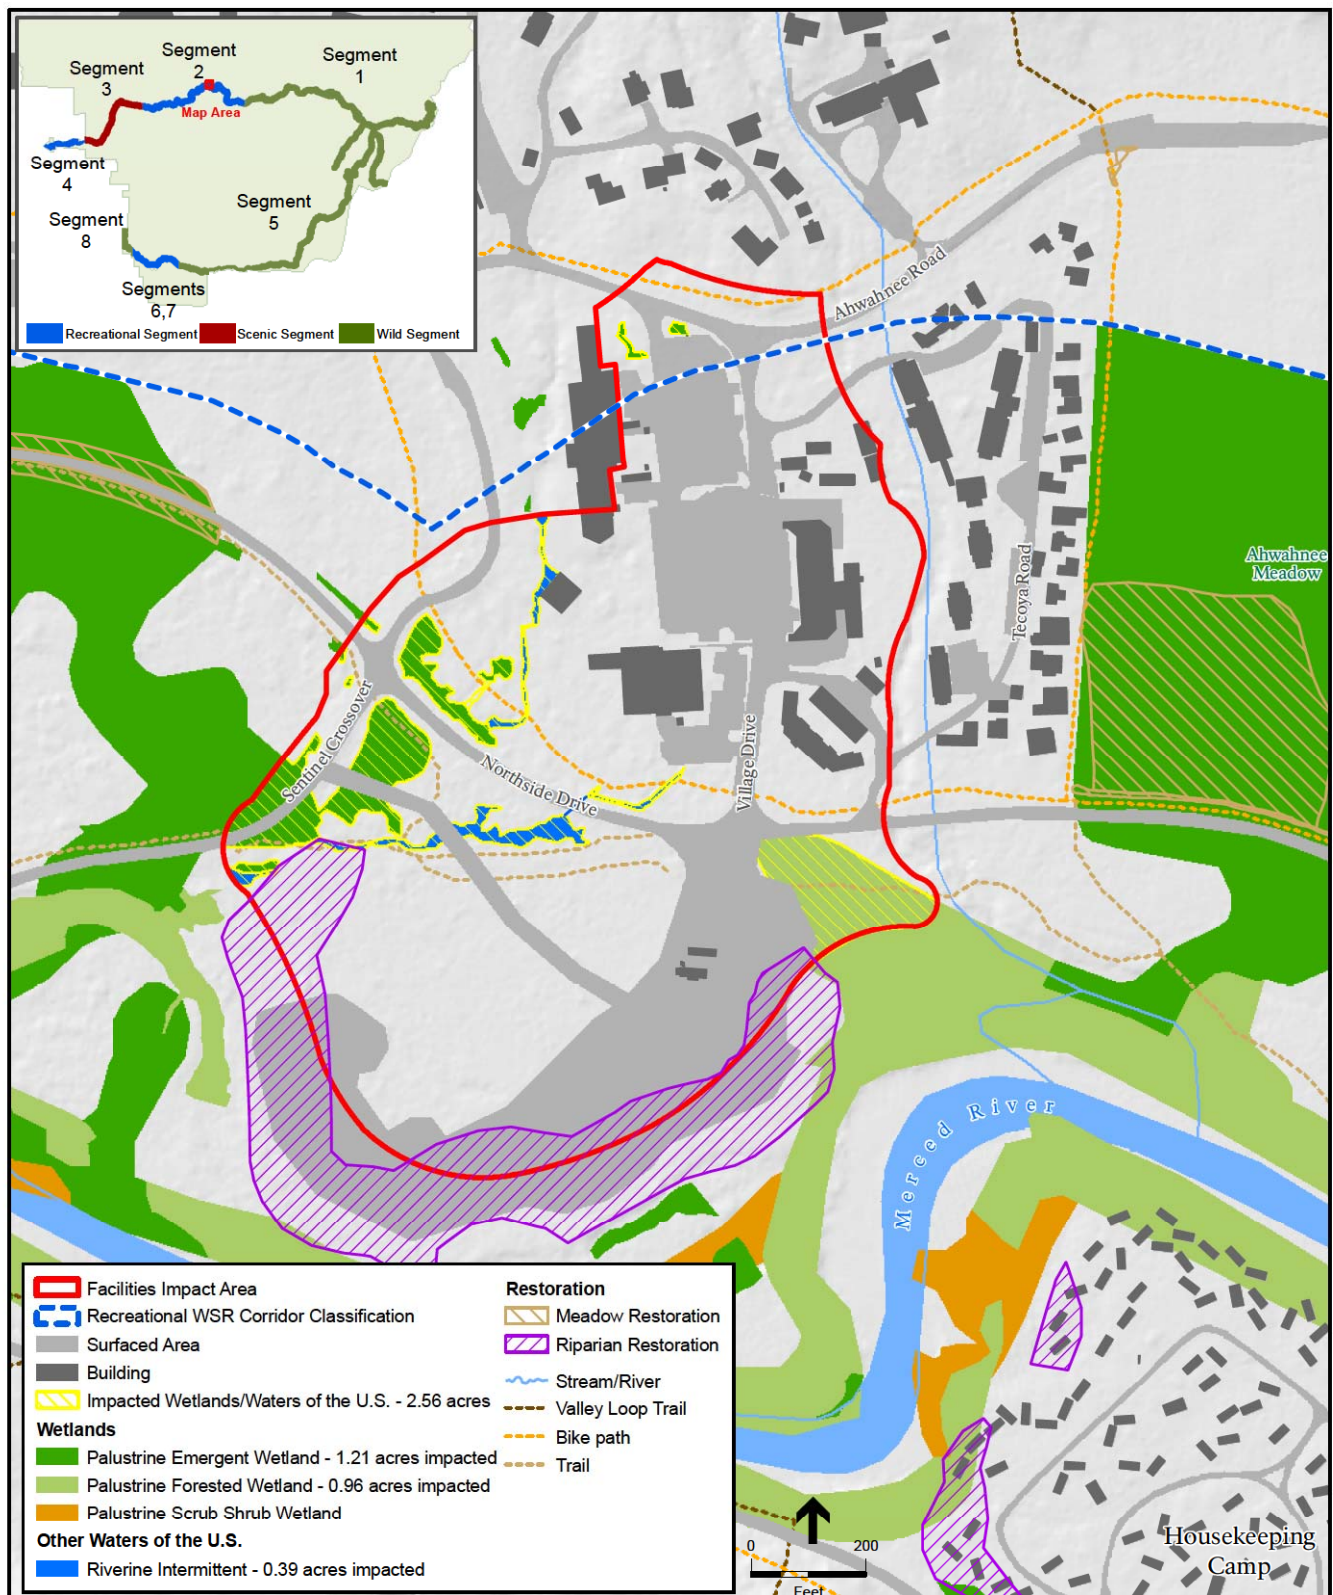 Segment
2
Segment
1
Segment
3
Map Area
Segment
4
Segment
5
Segment
8
Segments
6,7
Recreational Segment
Scenic Segment
Wild Segment
Ahwahnee Road
Ahwahnee
Meadow
Tecoya Road
Sentinel Crossover
Northside Drive
Village Drive
Merced River
Housekeeping
Camp
Facilities Impact Area
Recreational WSR Corridor Classification
Surfaced Area
Building
Impacted Wetlands/Waters of the U.S. - 2.56 acres
Wetlands
Palustrine Emergent Wetland - 1.21 acres impacted
Palustrine Forested Wetland - 0.96 acres impacted
Palustrine Scrub Shrub Wetland
Other Waters of the U.S.
Riverine Intermittent - 0.39 acres impacted
Restoration
Meadow Restoration
Riparian Restoration
Stream/River
Valley Loop Trail
Bike path
Trail
0 200
Feet